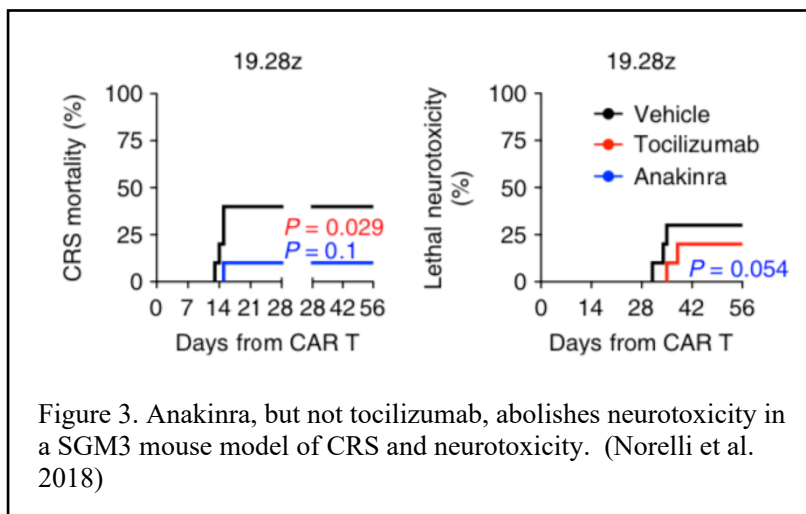 19.28z
CRS mortality (%)
100
75
50
25
0
P = 0.029
P = 0.1
0 7 14 21 28 28 42 56
Days from CAR T
19.28z
Lethal neurotoxicity
(%)
100
75
50
25
0
Vehicle
Tocilizumab
Anakinra
P = 0.054
0 14 28 42 56
Days from CAR T
Figure 3. Anakinra, but not tocilizumab, abolishes neurotoxicity in
a SGM3 mouse model of CRS and neurotoxicity. (Norelli et al.
2018)